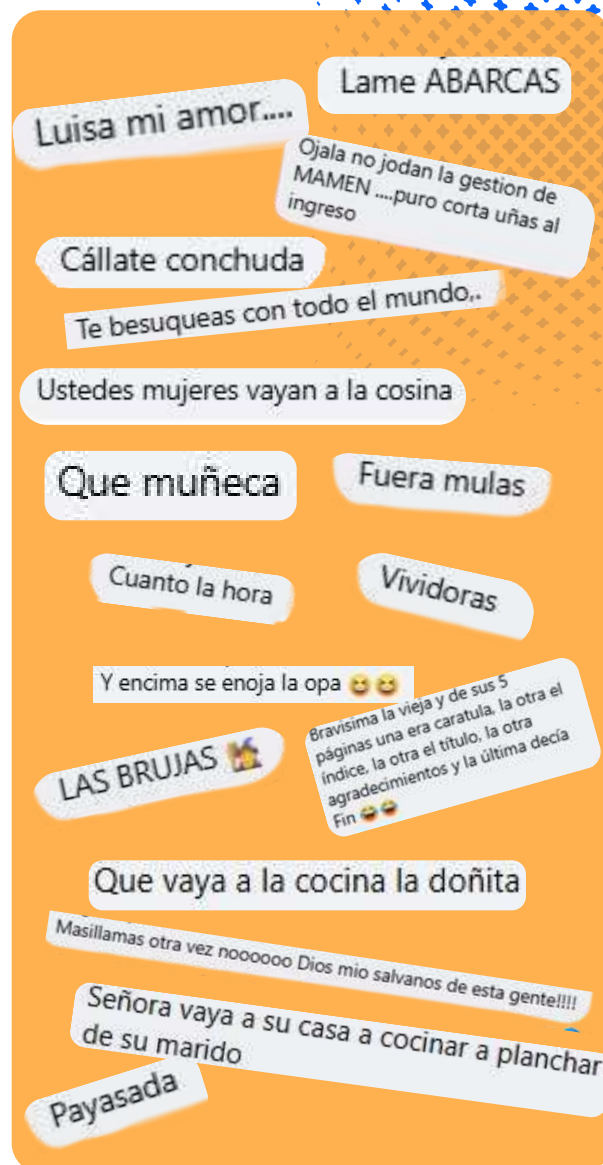 Lame ABARCAS
Luisa mi amor....
Ojala no jodan la gestion de
MAMEN ....puro corta uñas al
ingreso
Cállate conchuda
Te besuqueas con todo el mundo,.
Ustedes mujeres vayan a la cosina
Que muñeca
Fuera mulas
Cuanto la hora
Vividoras
Y encima se enoja la opa 😆😆
Bravisima la vieja y de sus 5
páginas una era caratula, la otra el
índice, la otra el título, la otra
agradecimientos y la última decía
Fin 😂😂
LAS BRUJAS 🧙‍♀️
Que vaya a la cocina la doñita
Masillamas otra vez noooooo Dios mio salvanos de esta gente!!!!
Señora vaya a su casa a cocinar a planchar
de su marido
Payasada